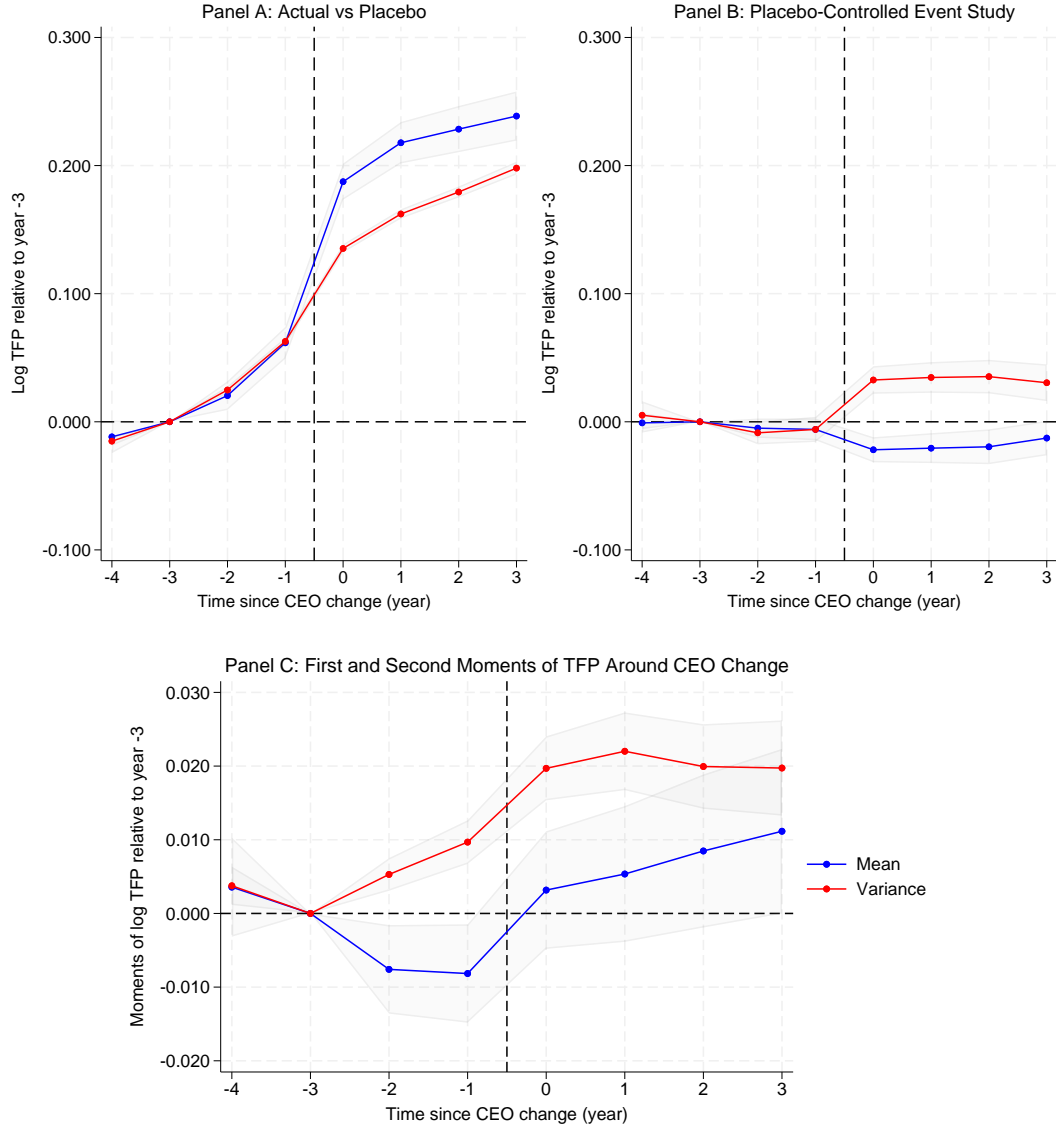 Panel A: Actual vs Placebo
0.300
0.200
0.100
0.000
-0.100
Log TFP relative to year -3
-4 -3 -2 -1 0 1 2 3
Time since CEO change (year)
Panel B: Placebo-Controlled Event Study
0.300
0.200
0.100
0.000
-0.100
Log TFP relative to year -3
-4 -3 -2 -1 0 1 2 3
Time since CEO change (year)
Panel C: First and Second Moments of TFP Around CEO Change
0.030
0.020
0.010
0.000
-0.010
-0.020
Moments of log TFP relative to year -3
-4 -3 -2 -1 0 1 2 3
Time since CEO change (year)
Mean
Variance